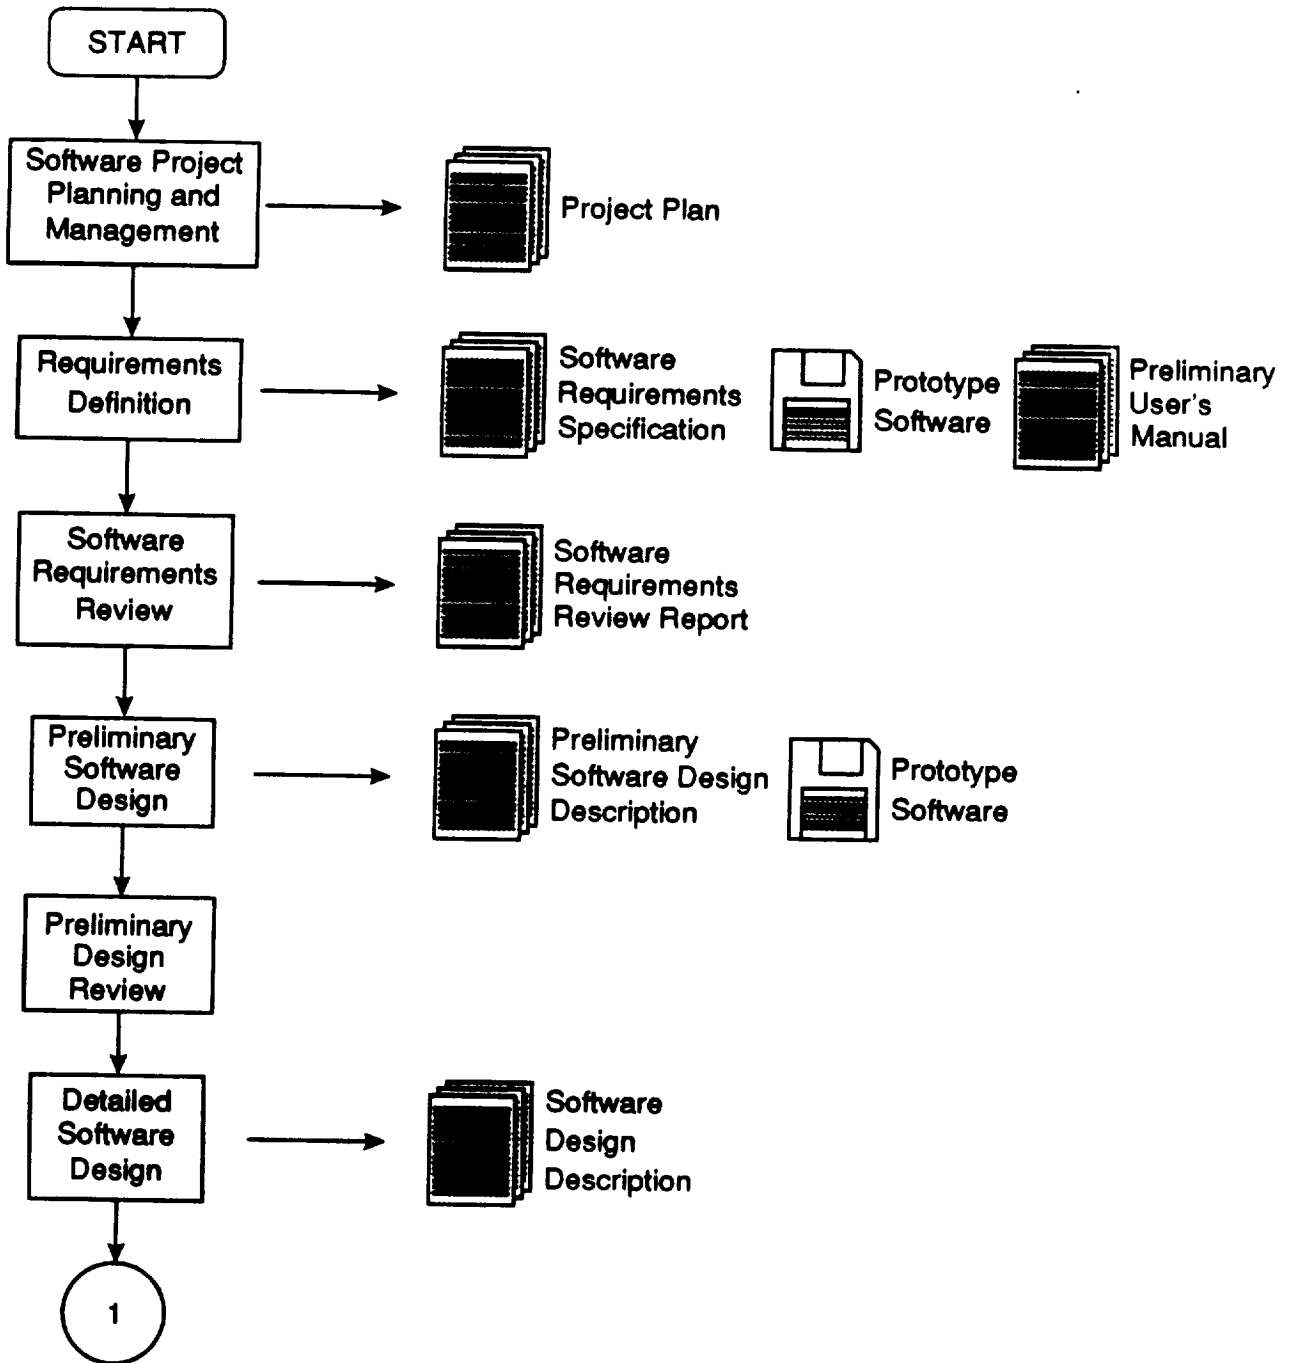 START
Software Project
Planning and
Management
Project Plan
Requirements
Definition
Software
Requirements
Specification
Prototype
Software
Preliminary
User's
Manual
Software
Requirements
Review
Software
Requirements
Review Report
Preliminary
Software
Design
Preliminary
Software Design
Description
Prototype
Software
Preliminary
Design
Review
Detailed
Software
Design
Software
Design
Description
1